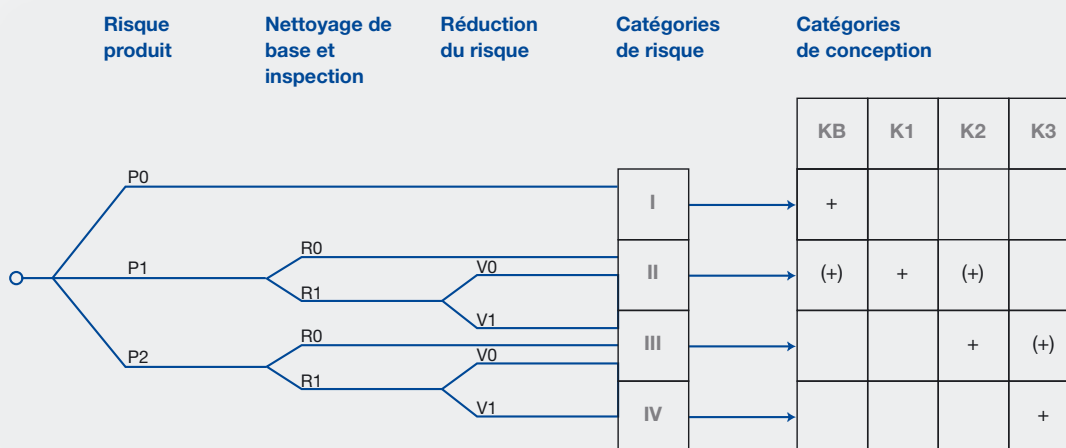 Risque
produit
Nettoyage de
base et
inspection
Réduction
du risque
Catégories
de risque
Catégories
de conception
KB K1 K2 K3
P0
I
+
R0
P1
V0
II
(+) + (+)
R1
V1
R0
III
+ (+)
P2
V0
R1
V1
IV
+